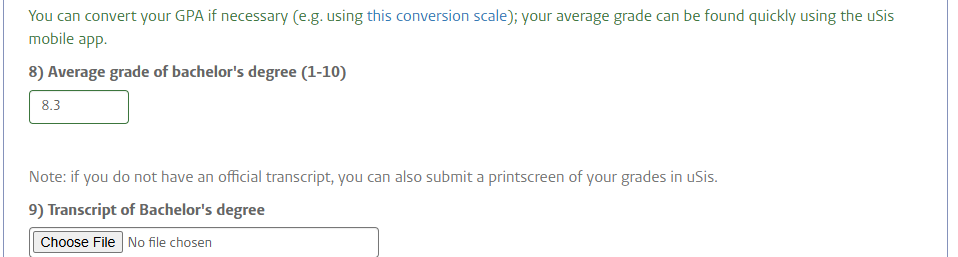 You can convert your GPA if necessary (e.g. using this conversion scale); your average grade can be found quickly using the uSis
mobile app.
8) Average grade of bachelor's degree (1-10)
8.3
Note: if you do not have an official transcript, you can also submit a printscreen of your grades in uSis.
9) Transcript of Bachelor's degree
Choose File No file chosen